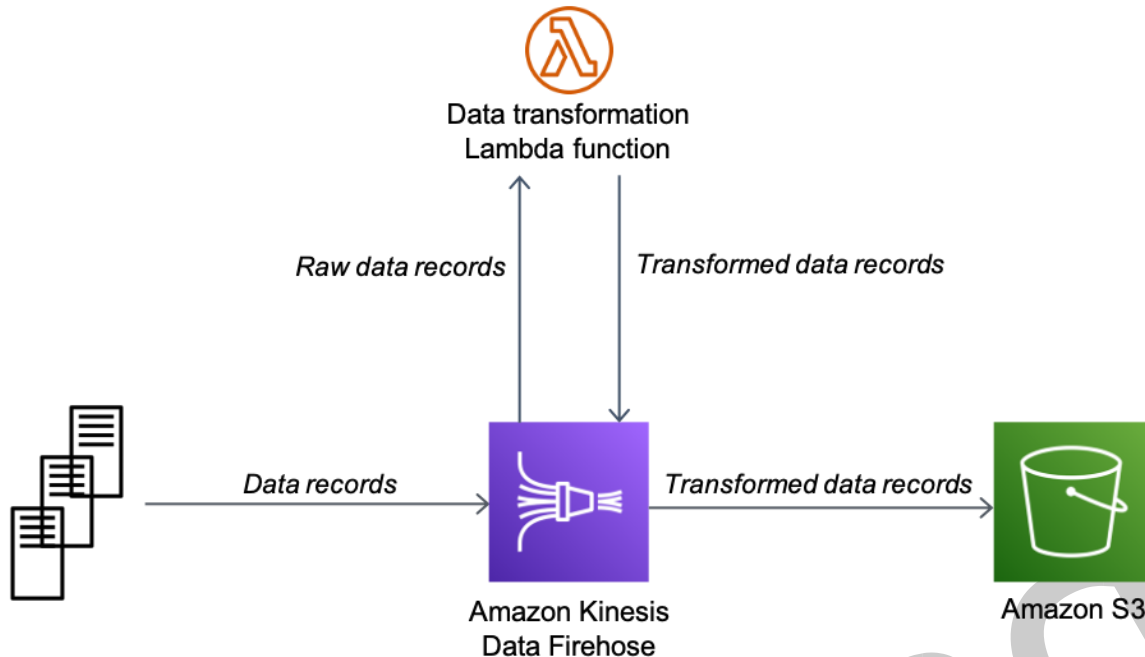 Data transformation
Lambda function
Raw data records
Transformed data records
Data records
Transformed data records
Amazon Kinesis
Data Firehose
Amazon S3